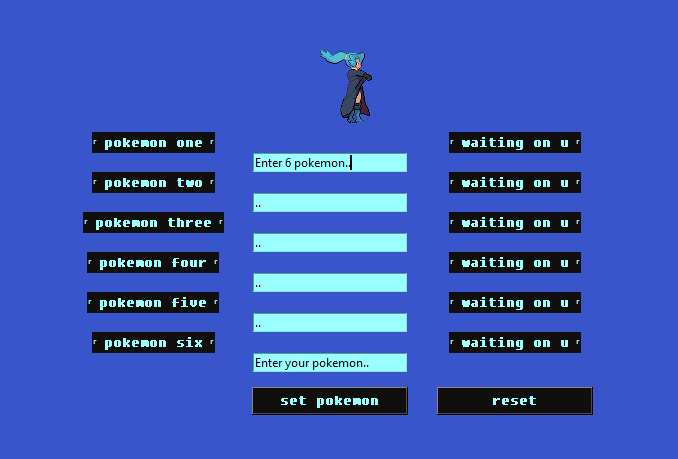 pokemon one
waiting on u
Enter 6 pokemon..
pokemon two
waiting on u
..
pokemon three
waiting on u
..
pokemon four
waiting on u
..
pokemon five
waiting on u
..
pokemon six
waiting on u
Enter your pokemon..
set pokemon
reset